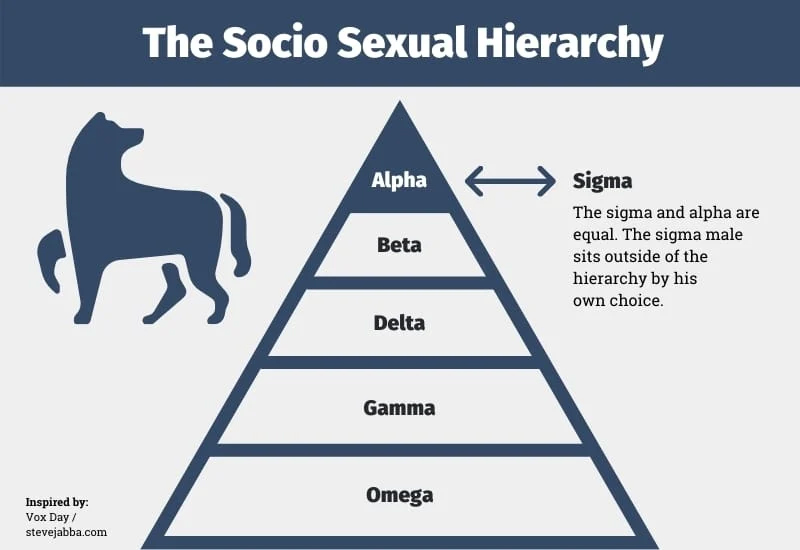 The Socio Sexual Hierarchy
Alpha
Sigma
The sigma and alpha are
equal. The sigma male
sits outside of the
hierarchy by his
own choice.
Beta
Delta
Gamma
Omega
Inspired by:
Vox Day /
stevejabba.com